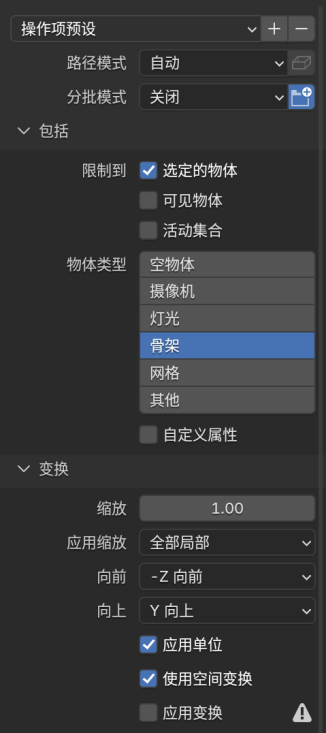 操作项预设
路径模式 自动
分批模式 关闭
包括
限制到 选定的物体
可见物体
活动集合
物体类型 空物体
摄像机
灯光
骨架
网格
其他
自定义属性
变换
缩放 1.00
应用缩放 全部局部
向前 -Z 向前
向上 Y 向上
应用单位
使用空间变换
应用变换